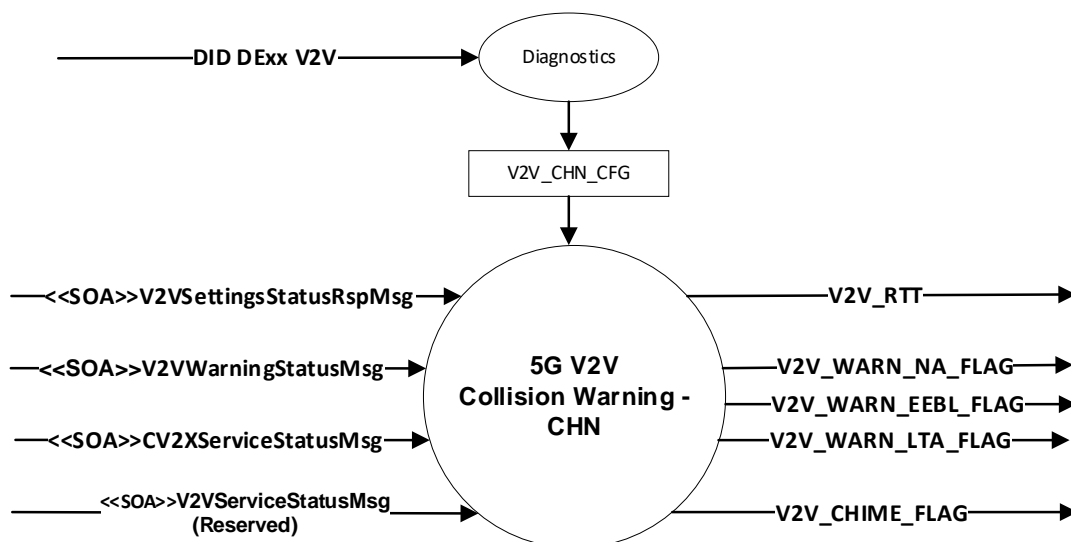 DID DExx V2V
Diagnostics
V2V_CHN_CFG
<<SOA>>V2VSettingsStatusRspMsg
<<SOA>>V2VWarningStatusMsg
<<SOA>>CV2XServiceStatusMsg
<<SOA>>V2VServiceStatusMsg
(Reserved)
5G V2V
Collision Warning -
CHN
V2V_RTT
V2V_WARN_NA_FLAG
V2V_WARN_EEBL_FLAG
V2V_WARN_LTA_FLAG
V2V_CHIME_FLAG